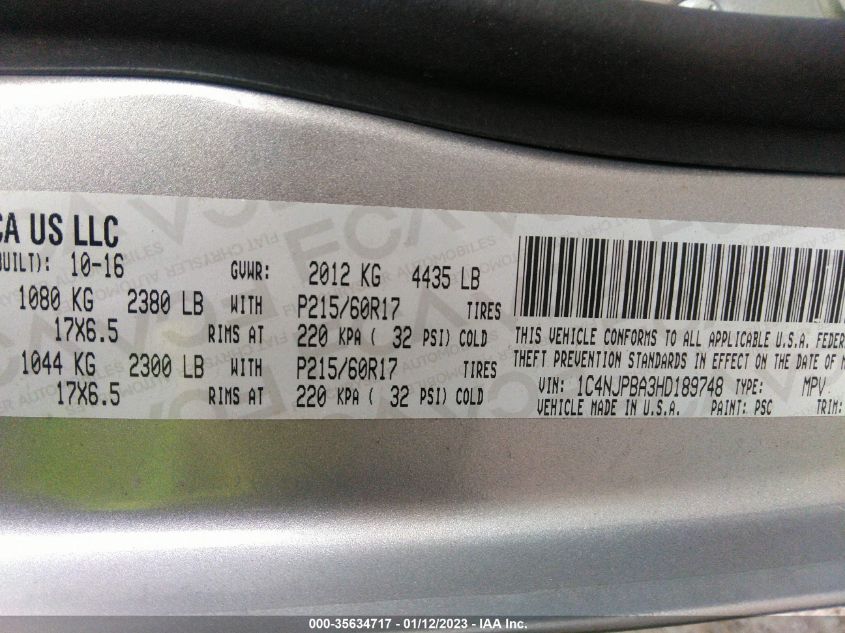 CA US LLC
BUILT): 10-16 GVWR: 2012 KG 4435 LB
1080 KG 2380 LB WITH P215/60R17 TIRES
17X6.5 RIMS AT 220 KPA ( 32 PSI) COLD
1044 KG 2300 LB WITH P215/60R17 TIRES
17X6.5 RIMS AT 220 KPA ( 32 PSI) COLD
THIS VEHICLE CONFORMS TO ALL APPLICABLE U.S.A. FEDER
THEFT PREVENTION STANDARDS IN EFFECT ON THE DATE OF M
VIN: 1C4NJPBA3HD189748 TYPE: MPV
VEHICLE MADE IN U.S.A. PAINT: PSC TRIM:
000-35634717 - 01/12/2023 - IAA Inc.